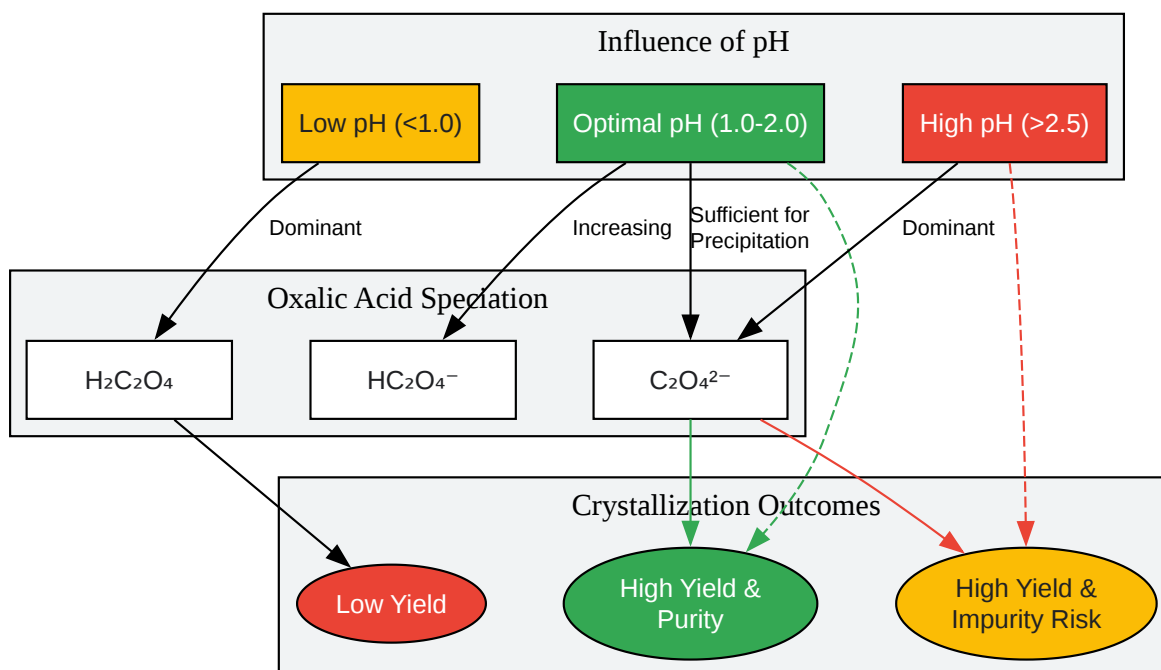 Influence of pH
Low pH (<1.0)
Optimal pH (1.0-2.0)
High pH (>2.5)
Dominant
Increasing
Sufficient for
Precipitation
Dominant
Oxalic Acid Speciation
H₂C₂O₄
HC₂O₄⁻
C₂O₄²⁻
Crystallization Outcomes
Low Yield
High Yield &
Purity
High Yield &
Impurity Risk